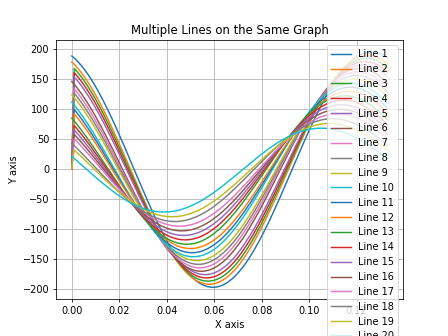 Multiple Lines on the Same Graph
Y axis
200
150
100
50
0
−50
−100
−150
−200
0.00
0.02
0.04
0.06
0.08
0.10
X axis
Line 1
Line 2
Line 3
Line 4
Line 5
Line 6
Line 7
Line 8
Line 9
Line 10
Line 11
Line 12
Line 13
Line 14
Line 15
Line 16
Line 17
Line 18
Line 19
Line 20